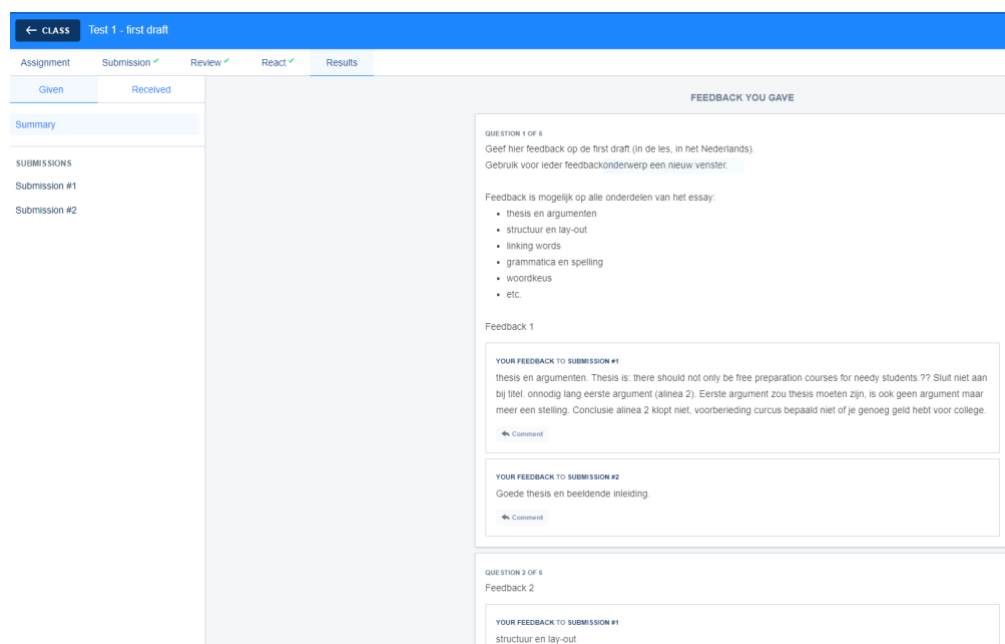 ← CLASS Test 1 - first draft
Assignment Submission ✓ Review ✓ React ✓ Results
Given Received
Summary
SUBMISSIONS
Submission #1
Submission #2
FEEDBACK YOU GAVE
QUESTION 1 OF 6
Geef hier feedback op de first draft (in de les, in het Nederlands).
Gebruik voor ieder feedbackonderwerp een nieuw venster.
Feedback is mogelijk op alle onderdelen van het essay:
• thesis en argumenten
• structuur en lay-out
• linking words
• grammatica en spelling
• woordkeus
• etc.
Feedback 1
YOUR FEEDBACK TO SUBMISSION #1
thesis en argumenten. Thesis is: there should not only be free preparation courses for needy students.?? Sluit niet aan
bij titel. onnodig lang eerste argument (alinea 2). Eerste argument zou thesis moeten zijn, is ook geen argument maar
meer een stelling. Conclusie alinea 2 klopt niet, voorberieding curcus bepaald niet of je genoeg geld hebt voor college.
Comment
YOUR FEEDBACK TO SUBMISSION #2
Goede thesis en beeldende inleiding.
Comment
QUESTION 2 OF 6
Feedback 2
YOUR FEEDBACK TO SUBMISSION #1
structuur en lay-out